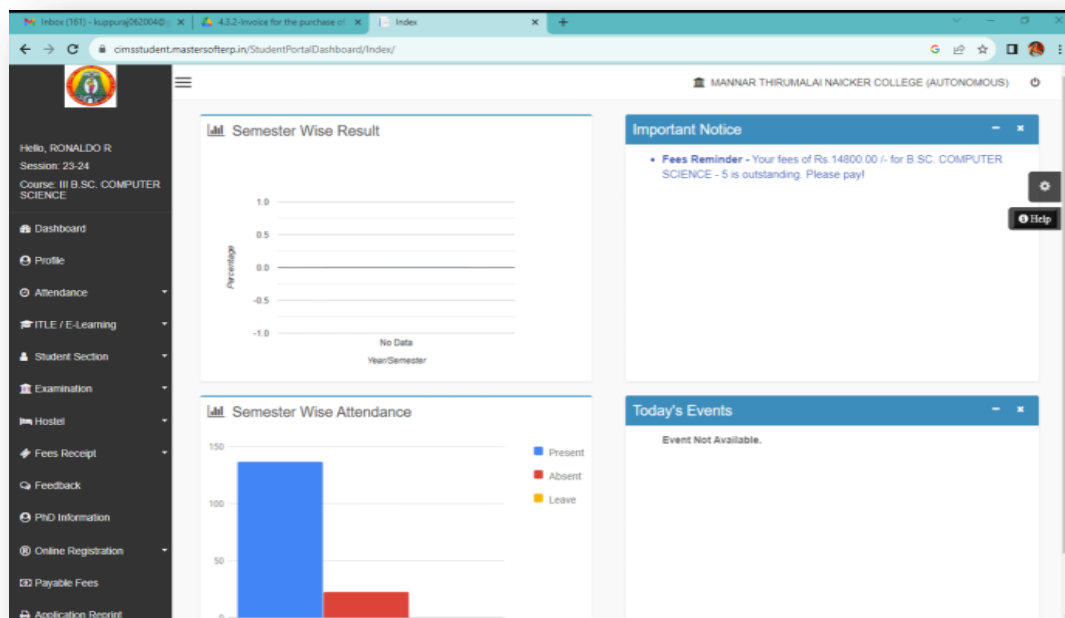 Inbox (161) - kuppuraj062004@g
4.3.2-Invoice for the purchase of
Index
cimsstudent.mastersofterp.in/StudentPortalDashboard/Index/
MANNAR THIRUMALAI NAICKER COLLEGE (AUTONOMOUS)
Hello, RONALDO R
Session: 23-24
Course: III B.SC. COMPUTER
SCIENCE
Dashboard
Profile
Attendance
ITLE / E-Learning
Student Section
Examination
Hostel
Fees Receipt
Feedback
PhD Information
Online Registration
Payable Fees
Application Reprint
Semester Wise Result
1.0
0.5
0.0
-0.5
-1.0
Percentage
No Data
Year/Semester
Important Notice
Fees Reminder - Your fees of Rs.14800.00 /- for B.SC. COMPUTER
SCIENCE - 5 is outstanding. Please pay!
Help
Semester Wise Attendance
150
100
50
0
Present
Absent
Leave
Today's Events
Event Not Available.